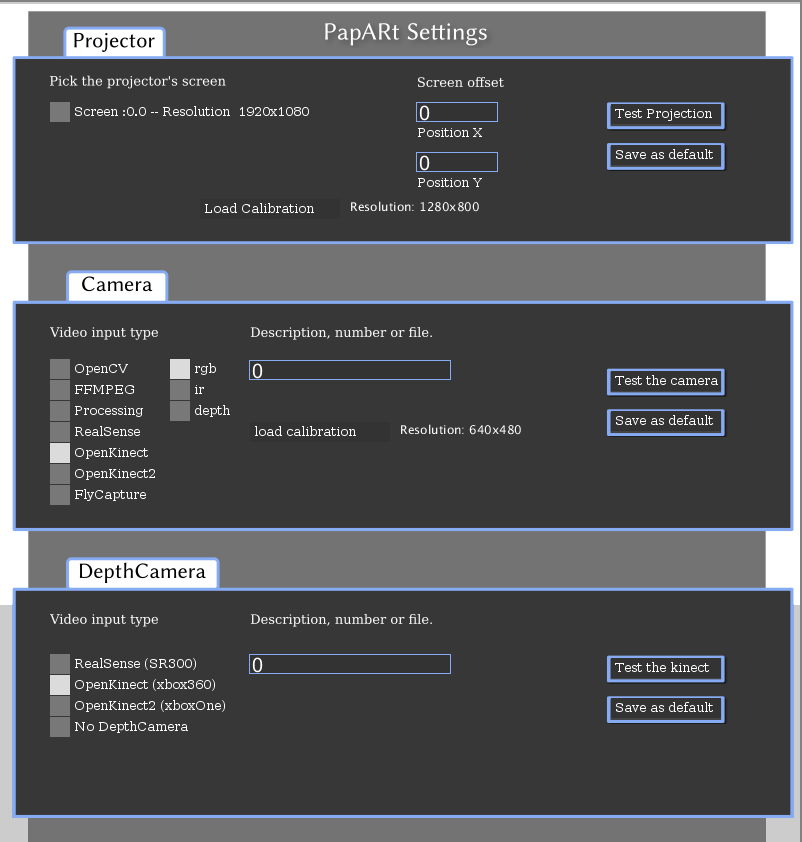 PapARt Settings
Projector
Pick the projector's screen
Screen offset
Screen :0.0 -- Resolution 1920x1080
0
Test Projection
Position X
0
Save as default
Position Y
Load Calibration
Resolution: 1280x800
Camera
Video input type
Description, number or file.
OpenCV
rgb
0
FFMPEG
ir
Test the camera
Processing
depth
RealSense
load calibration
Resolution: 640x480
Save as default
OpenKinect
OpenKinect2
FlyCapture
DepthCamera
Video input type
Description, number or file.
RealSense (SR300)
0
Test the kinect
OpenKinect (xbox360)
OpenKinect2 (xboxOne)
Save as default
No DepthCamera